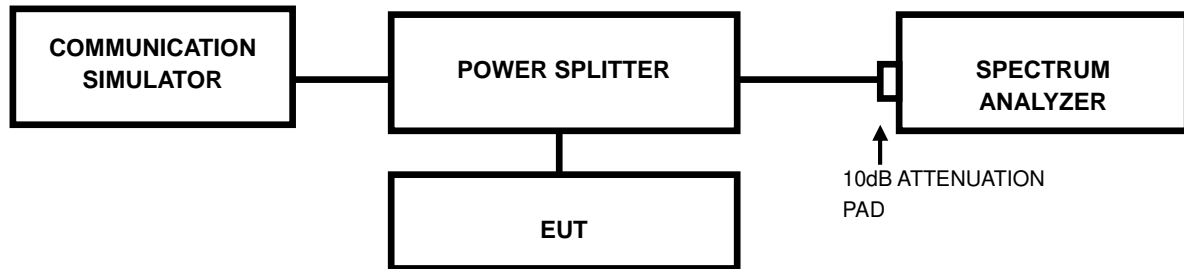 COMMUNICATION
SIMULATOR
POWER SPLITTER
SPECTRUM
ANALYZER
10dB ATTENUATION
PAD
EUT